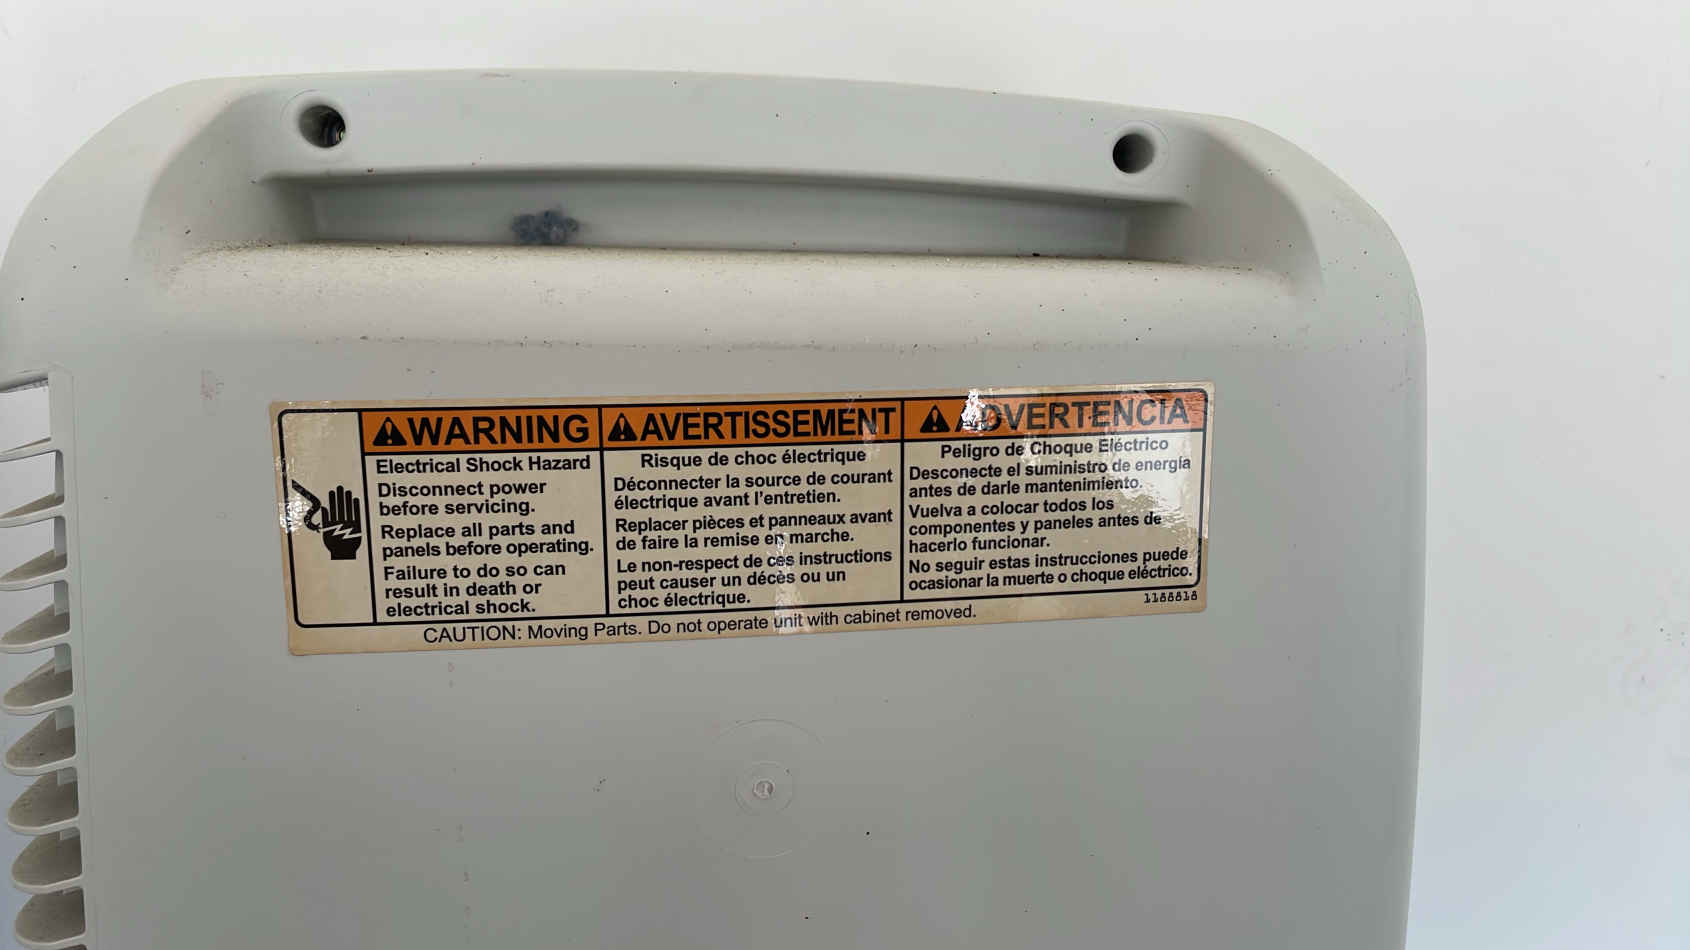 WARNING
Electrical Shock Hazard
Disconnect power
before servicing.
Replace all parts and
panels before operating.
Failure to do so can
result in death or
electrical shock.
AVERTISSEMENT
Risque de choc électrique
Déconnecter la source de courant
électrique avant l'entretien.
Replacer pièces et panneaux avant
de faire la remise en marche.
Le non-respect de ces instructions
peut causer un décès ou un
choc électrique.
ADVERTENCIA
Peligro de Choque Eléctrico
Desconecte el suministro de energía
antes de darle mantenimiento.
Vuelva a colocar todos los
componentes y paneles antes de
hacerlo funcionar.
No seguir estas instrucciones puede
ocasionar la muerte o choque eléctrico.
1188818
CAUTION: Moving Parts. Do not operate unit with cabinet removed.